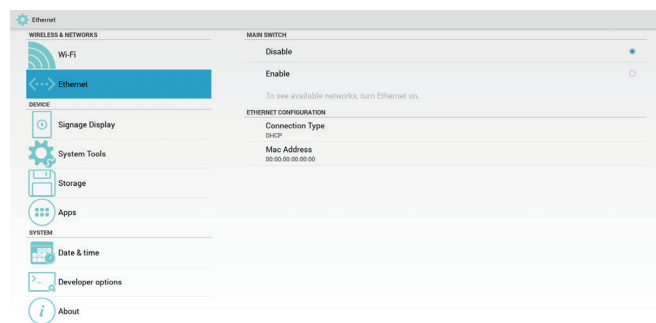 Ethernet
WIRELESS & NETWORKS
Wi-Fi
Ethernet
DEVICE
Signage Display
System Tools
Storage
Apps
SYSTEM
Date & time
Developer options
About
MAIN SWITCH
Disable
Enable
To see available networks, turn Ethernet on.
ETHERNET CONFIGURATION
Connection Type
DHCP
Mac Address
00:00:00:00:00:00